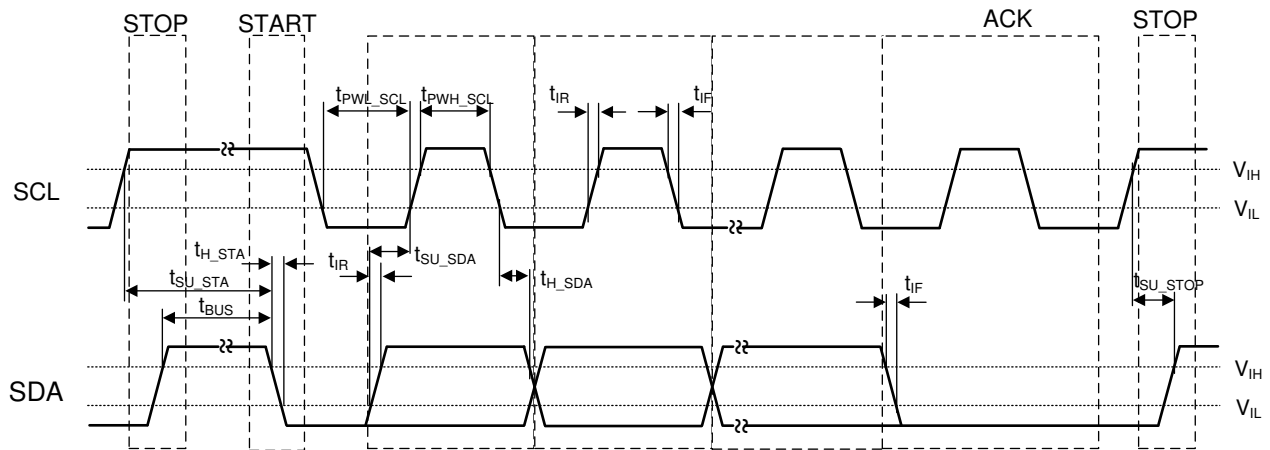 STOP START ACK STOP
tPWL_SCL tPWH_SCL tIR tIF
SCL
VIH
VIL
tH_STA tIR tSU_SDA
tSU_STA tH_SDA tIF tSU_STOP
tBUS
SDA
VIH
VIL